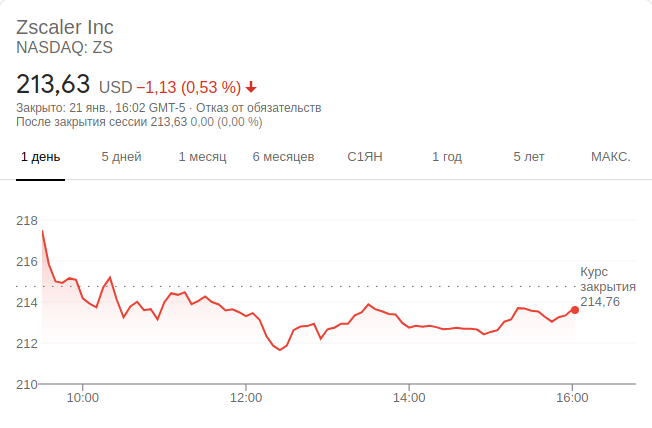 Zscaler Inc
NASDAQ: ZS
213,63 USD −1,13 (0,53 %) ↓
Закрыто: 21 янв., 16:02 GMT-5 · Отказ от обязательств
После закрытия сессии 213,63 0,00 (0,00 %)
1 день 5 дней 1 месяц 6 месяцев С1ЯН 1 год 5 лет МАКС.
218
216
Курс
закрытия
214,76
214
212
210
10:00 12:00 14:00 16:00